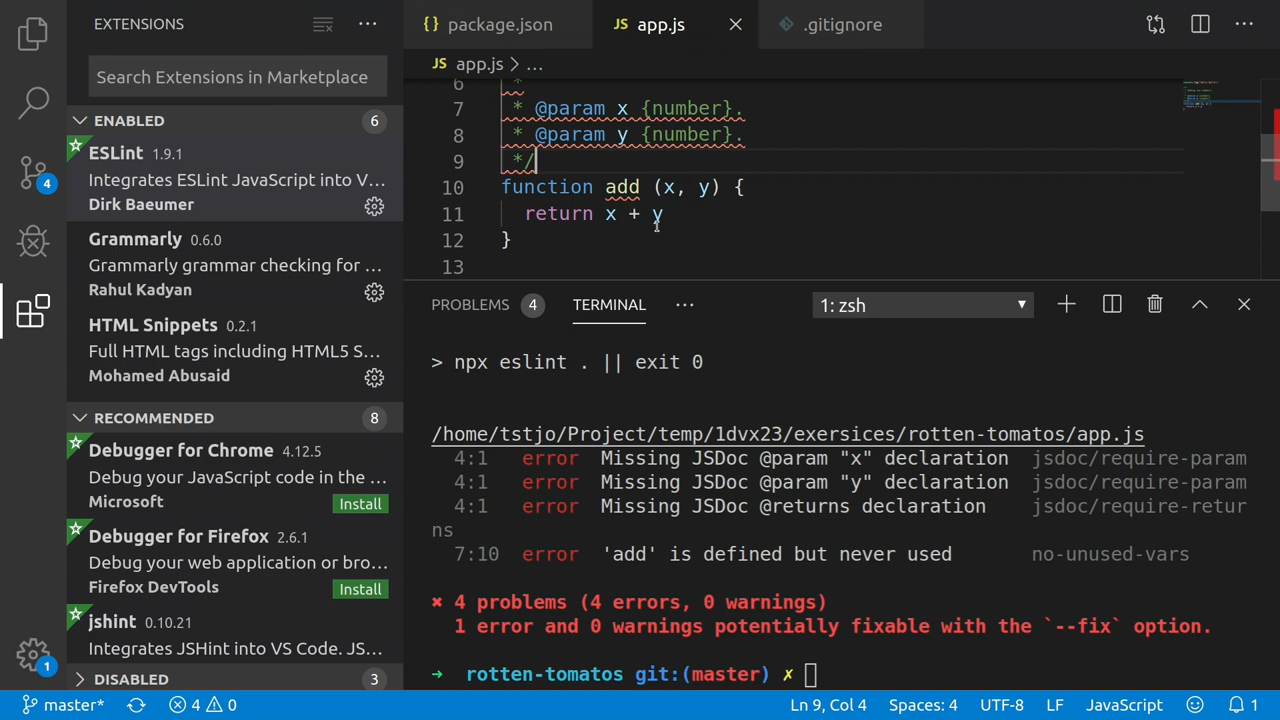 EXTENSIONS
Search Extensions in Marketplace
ENABLED 6
ESLint 1.9.1
Integrates ESLint JavaScript into V...
Dirk Baeumer
Grammarly 0.6.0
Grammarly grammar checking for ...
Rahul Kadyan
HTML Snippets 0.2.1
Full HTML tags including HTML5 S...
Mohamed Abusaid
RECOMMENDED 8
Debugger for Chrome 4.12.5
Debug your JavaScript code in the ...
Microsoft Install
Debugger for Firefox 2.6.1
Debug your web application or bro...
Firefox DevTools Install
jshint 0.10.21
Integrates JSHint into VS Code. JS...
DISABLED 3
4
1
{} package.json JS app.js .gitignore
JS app.js > ...
6 *
7 * @param x {number}.
8 * @param y {number}.
9 */
10 function add (x, y) {
11 return x + y
12 }
13
PROBLEMS 4 TERMINAL ... 1: zsh
> npx eslint . || exit 0
/home/tstjo/Project/temp/1dvx23/exersices/rotten-tomatos/app.js
4:1 error Missing JSDoc @param "x" declaration jsdoc/require-param
4:1 error Missing JSDoc @param "y" declaration jsdoc/require-param
4:1 error Missing JSDoc @returns declaration jsdoc/require-retur
ns
7:10 error 'add' is defined but never used no-unused-vars
✖ 4 problems (4 errors, 0 warnings)
1 error and 0 warnings potentially fixable with the `--fix` option.
➜ rotten-tomatos git:(master) ✗
master* 4 0 Ln 9, Col 4 Spaces: 4 UTF-8 LF JavaScript 1